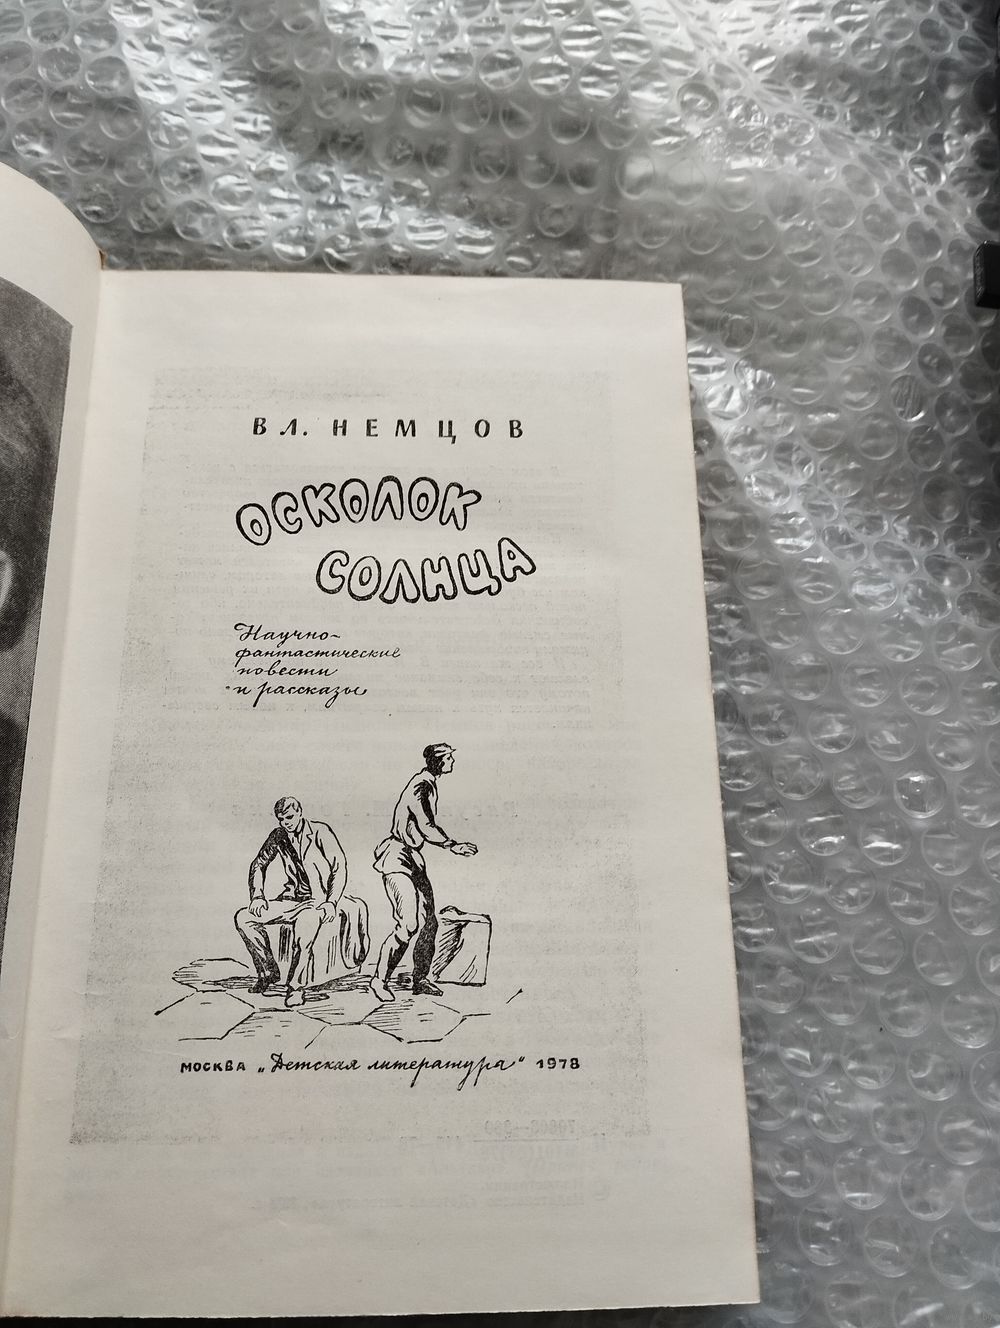 ВЛ. НЕМЦОВ
ОСКОЛОК
СОЛНЦА
Научно-
фантастические
повести
и рассказы
МОСКВА „Детская литература“ 1978